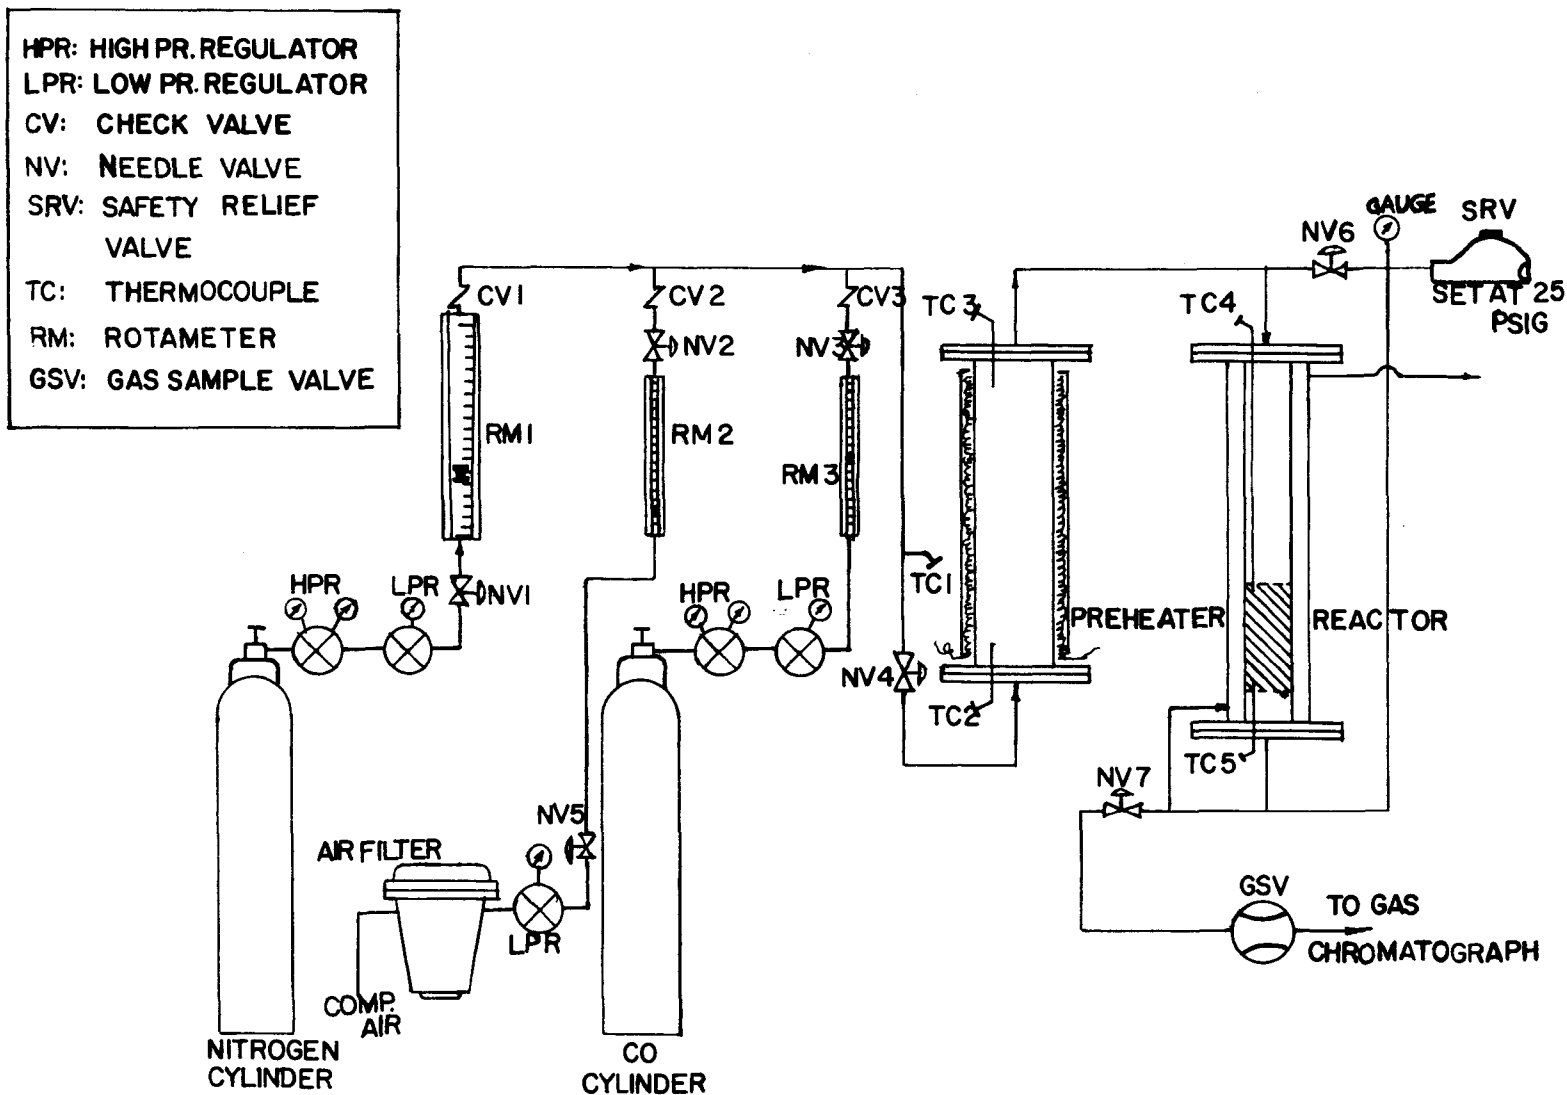 HPR: HIGH PR. REGULATOR
LPR: LOW PR. REGULATOR
CV: CHECK VALVE
NV: NEEDLE VALVE
SRV: SAFETY RELIEF
VALVE
TC: THERMOCOUPLE
RM: ROTAMETER
GSV: GAS SAMPLE VALVE
GAUGE
SRV
NV6
SET AT 25
PSIG
CV1
CV2
CV3
TC3
TC4
NV2
NV3
RM1
RM2
RM3
HPR
LPR
NV1
HPR
LPR
TC1
PREHEATER
REACTOR
NV4
TC2
TC5
NV7
NV5
AIR FILTER
LPR
GSV
TO GAS
CHROMATOGRAPH
COMP.
AIR
NITROGEN
CYLINDER
CO
CYLINDER